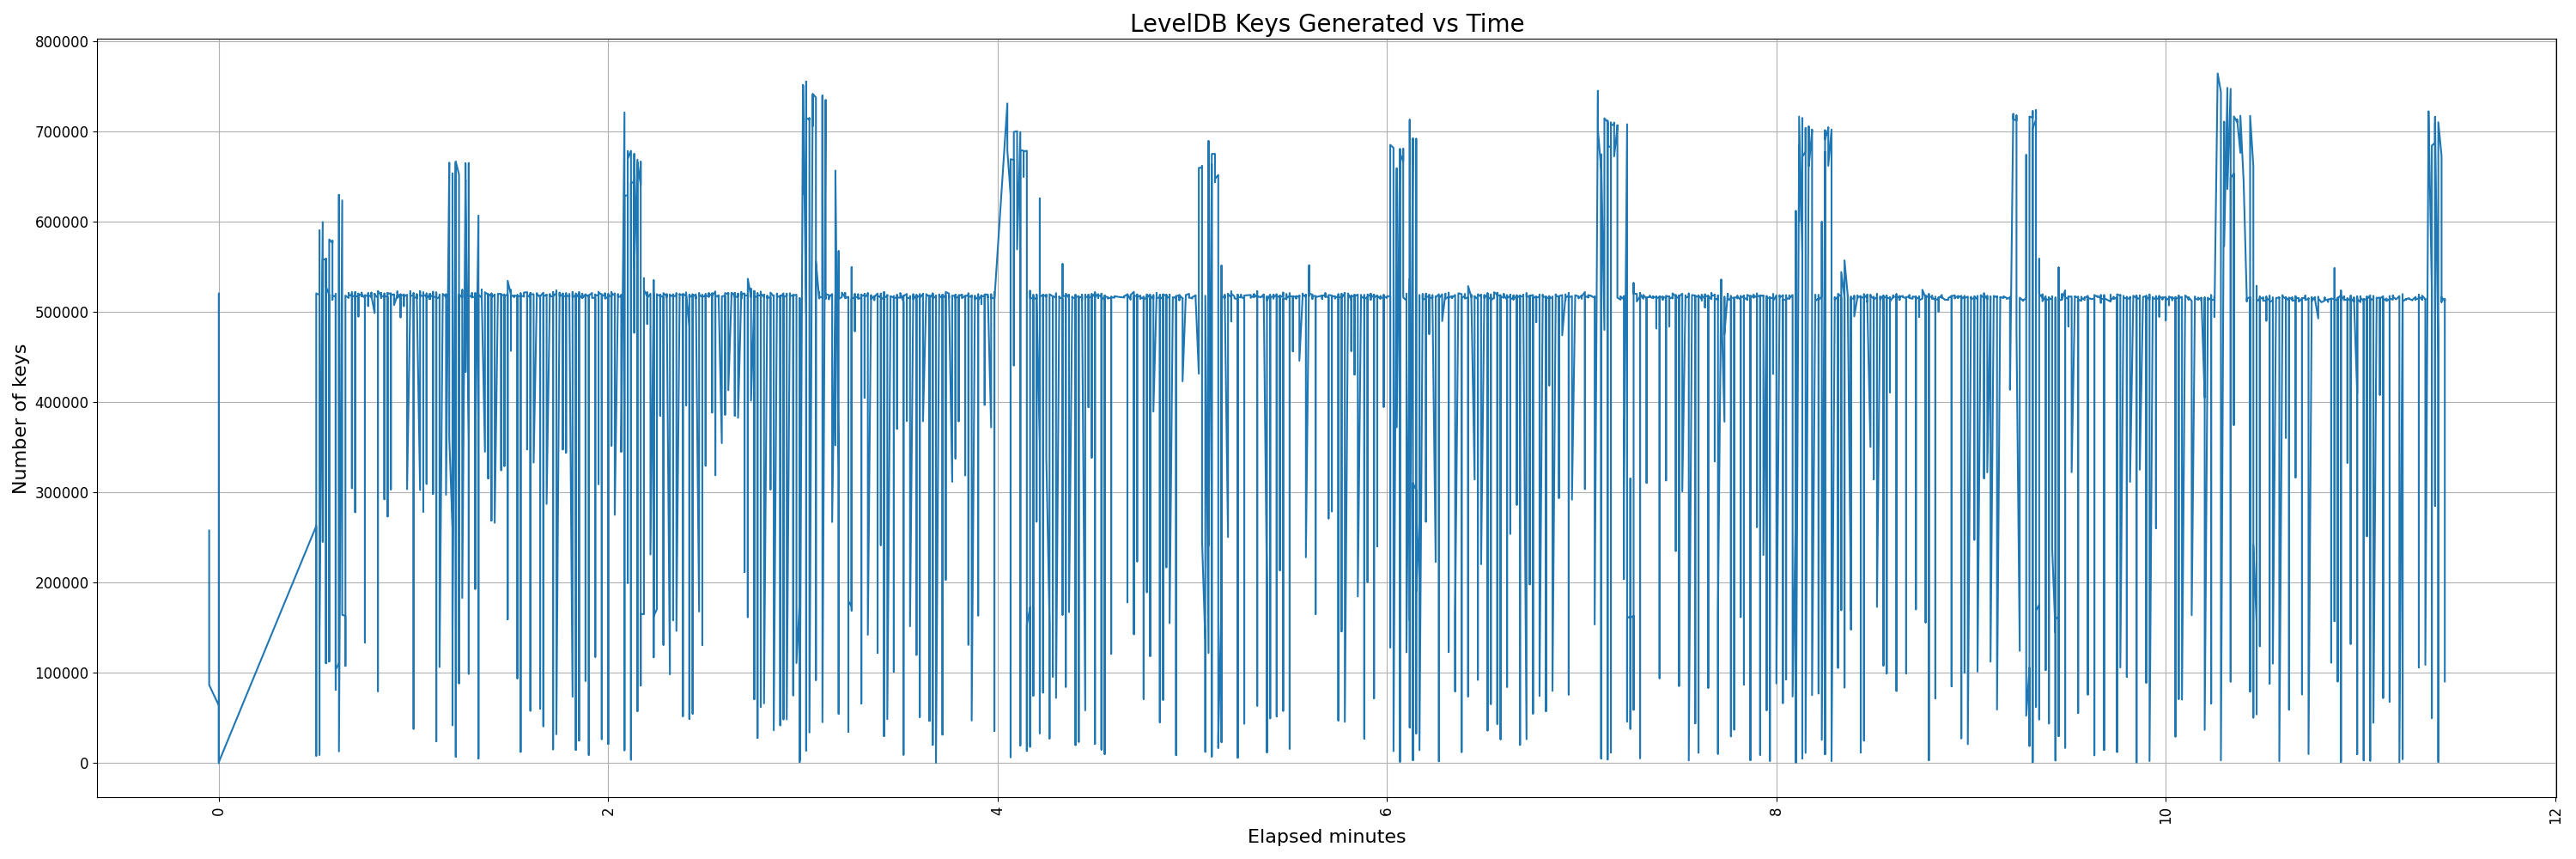 LevelDB Keys Generated vs Time
800000
700000
600000
500000
400000
300000
200000
100000
0
Number of keys
0 2 4 6 8 10 12
Elapsed minutes